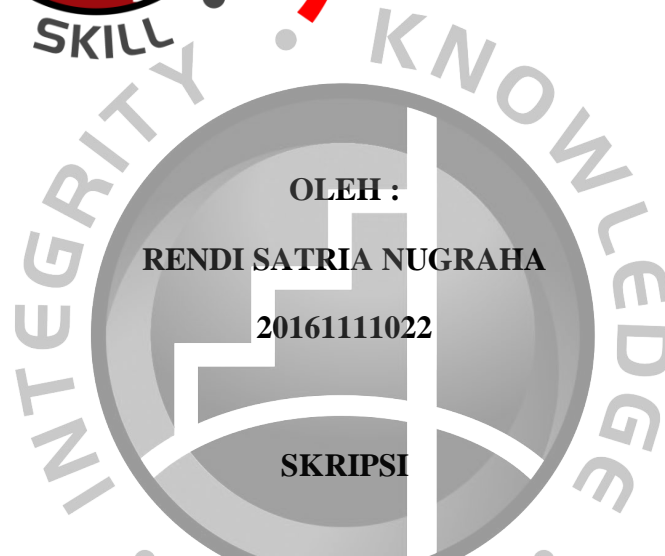 SKILL
INTEGRITY • KNOWLEDGE
OLEH :
RENDI SATRIA NUGRAHA
20161111022
SKRIPSI